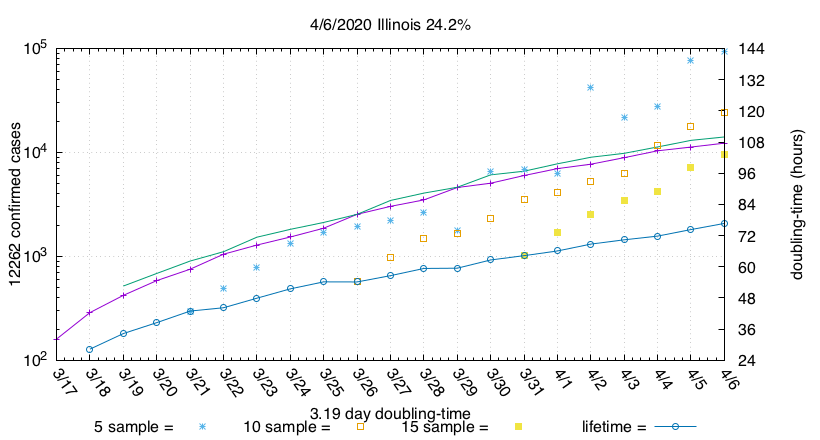 4/6/2020 Illinois 24.2%
10^5
10^4
10^3
10^2
12262 confirmed cases
144
132
120
108
96
84
72
60
48
36
24
doubling-time (hours)
3/17 3/18 3/19 3/20 3/21 3/22 3/23 3/24 3/25 3/26 3/27 3/28 3/29 3/30 3/31 4/1 4/2 4/3 4/4 4/5 4/6
3.19 day doubling-time
5 sample = 10 sample = 15 sample = lifetime =